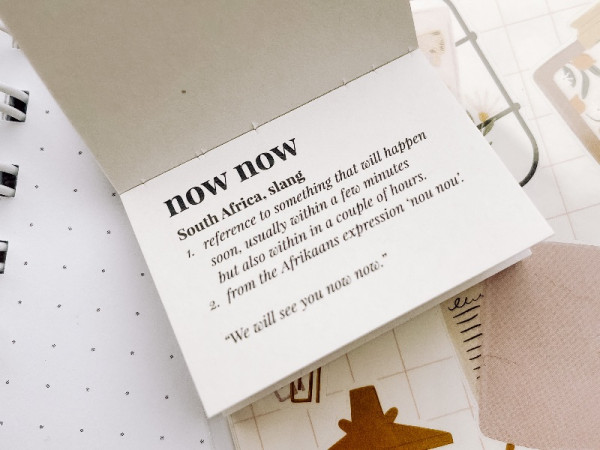 now now
South Africa, slang
1. reference to something that will happen
soon, usually within a few minutes
but also within in a couple of hours.
2. from the Afrikaans expression ‘nou nou’.
“We will see you now now.”